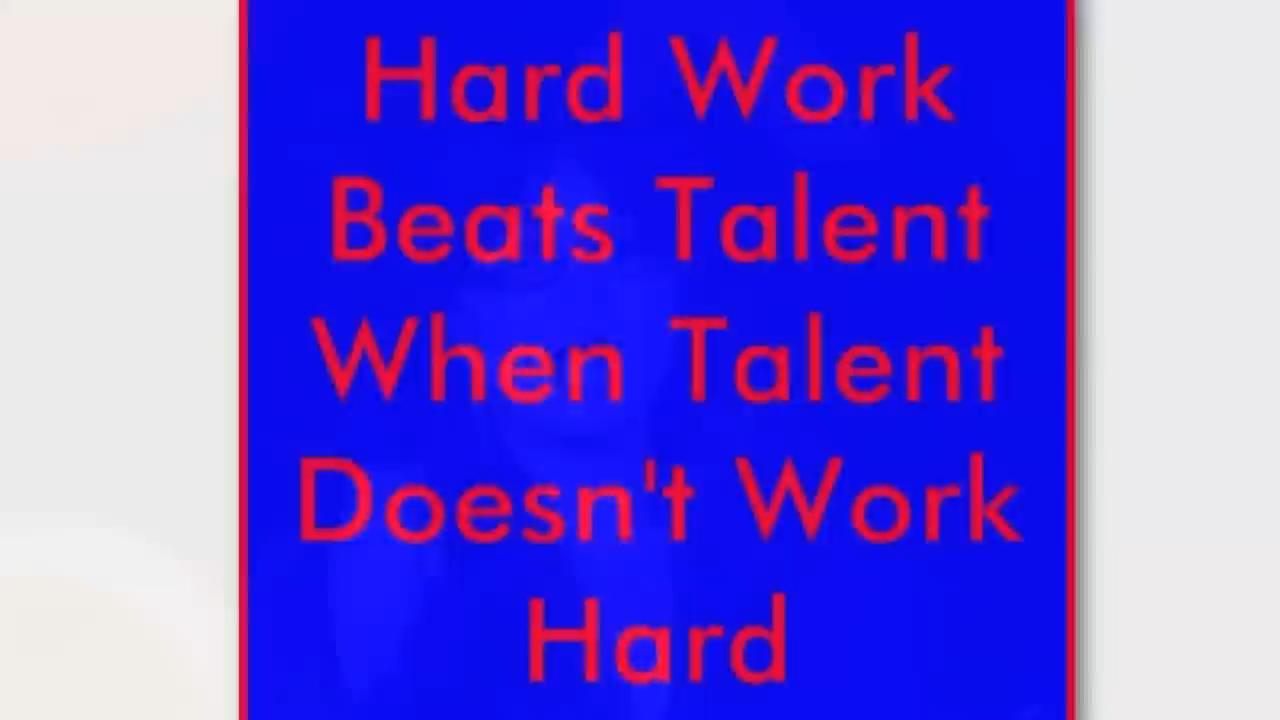 Hard Work
Beats Talent
When Talent
Doesn't Work
Hard